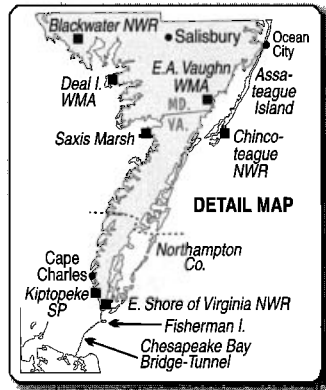 Blackwater NWR
Salisbury
Ocean
City
Deal I.
WMA
E.A. Vaughn
WMA
Assa-
teague
Island
MD.
VA.
Saxis Marsh
Chinco-
teague
NWR
DETAIL MAP
Northampton
Co.
Cape
Charles
Kiptopeke
SP
E. Shore of Virginia NWR
Fisherman I.
Chesapeake Bay
Bridge-Tunnel